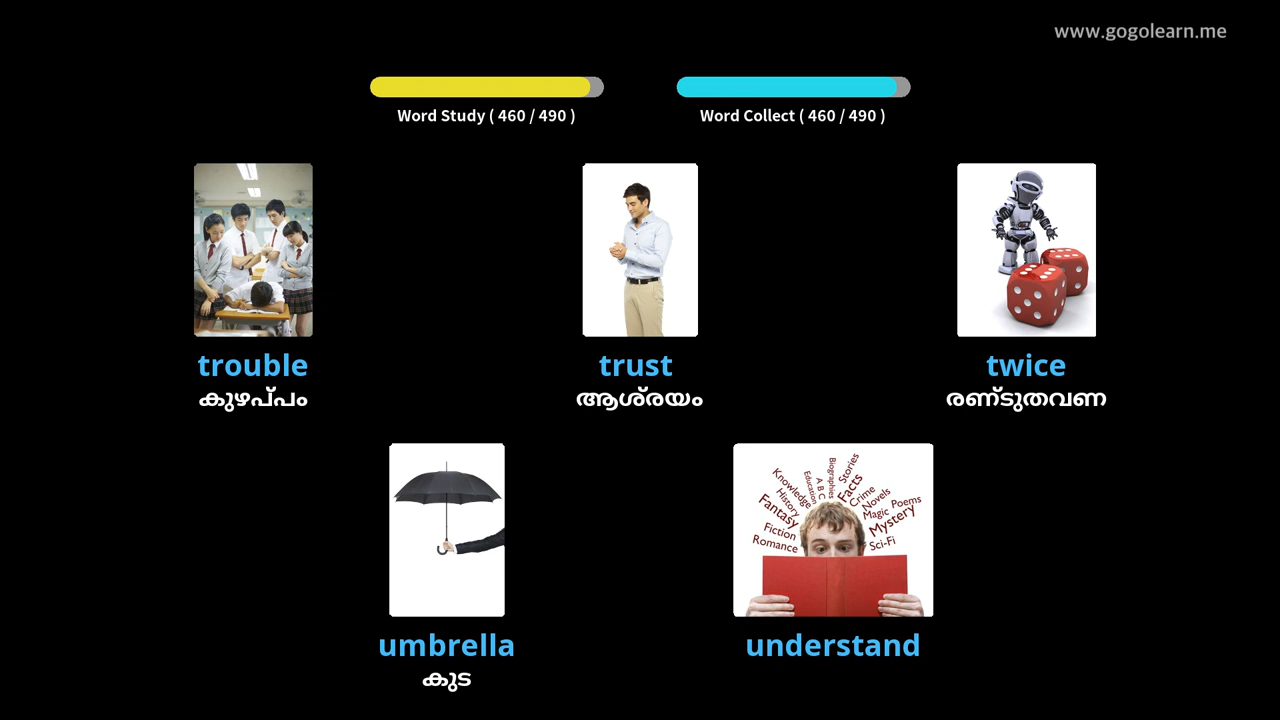 www.gogolearn.me
Word Study ( 460 / 490 )
Word Collect ( 460 / 490 )
trouble
കുഴപ്പം
trust
ആശ്രയം
twice
രണ്ടുതവണ
umbrella
കുട
Biographies
Stories
Knowledge
Education
A B C
Facts
History
Crime
Novels
Fantasy
Magic
Poems
Mystery
Fiction
Romance
Sci-Fi
understand